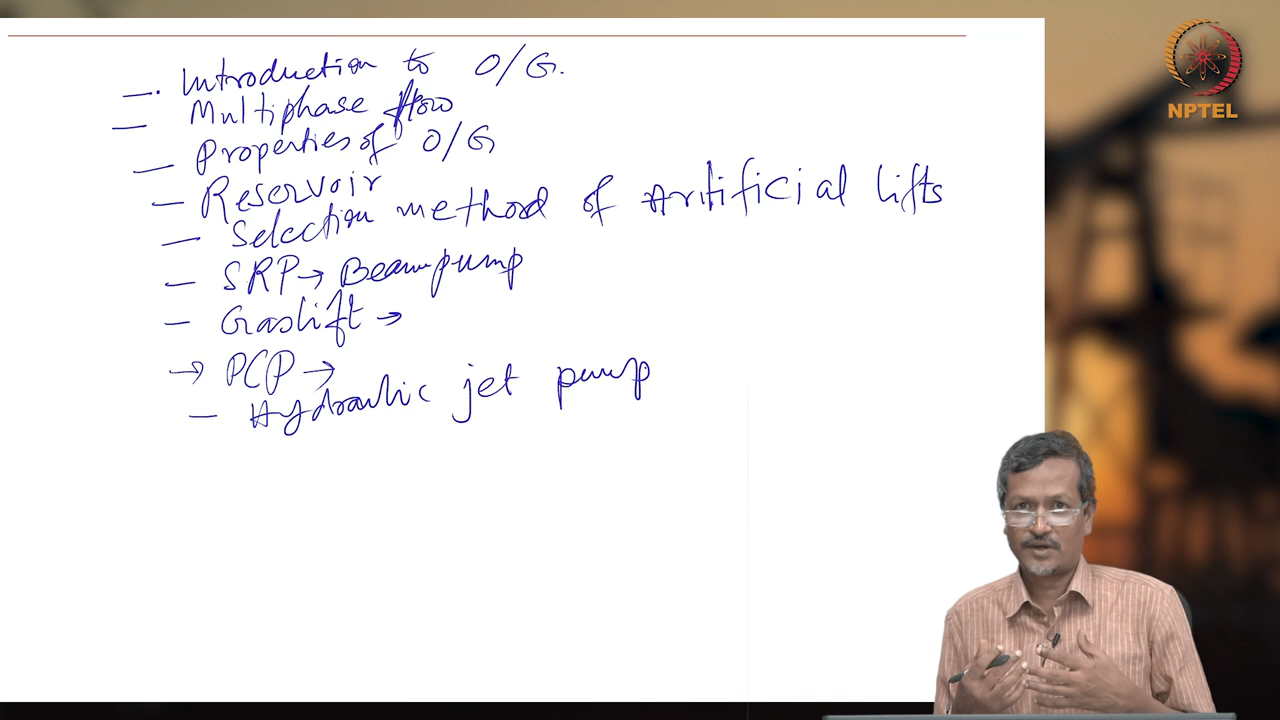 — Introduction to O/G.
— Multiphase flow
— Properties of O/G
— Reservoir
— Selection method of Artificial lifts
— SRP → Beam pump
— Gaslift →
→ PCP →
— Hydraulic jet pump
NPTEL